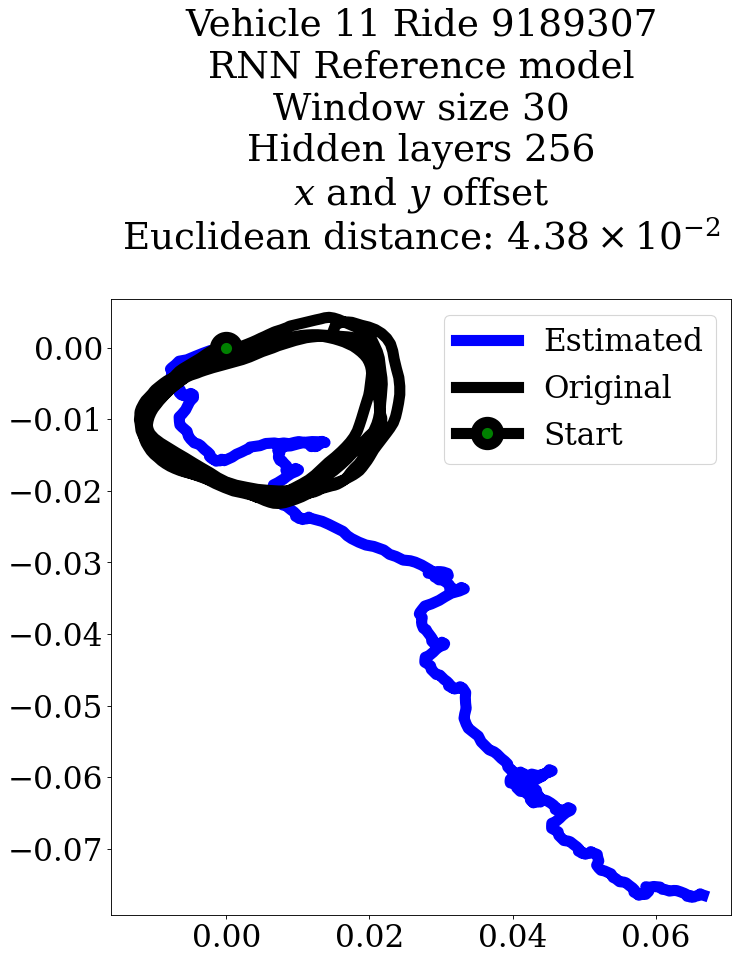 Vehicle 11 Ride 9189307
RNN Reference model
Window size 30
Hidden layers 256
x and y offset
Euclidean distance: 4.38 × 10⁻²
Estimated
Original
Start
0.00
−0.01
−0.02
−0.03
−0.04
−0.05
−0.06
−0.07
0.00 0.02 0.04 0.06